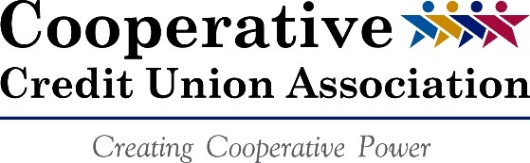 Cooperative
Credit Union Association
Creating Cooperative Power